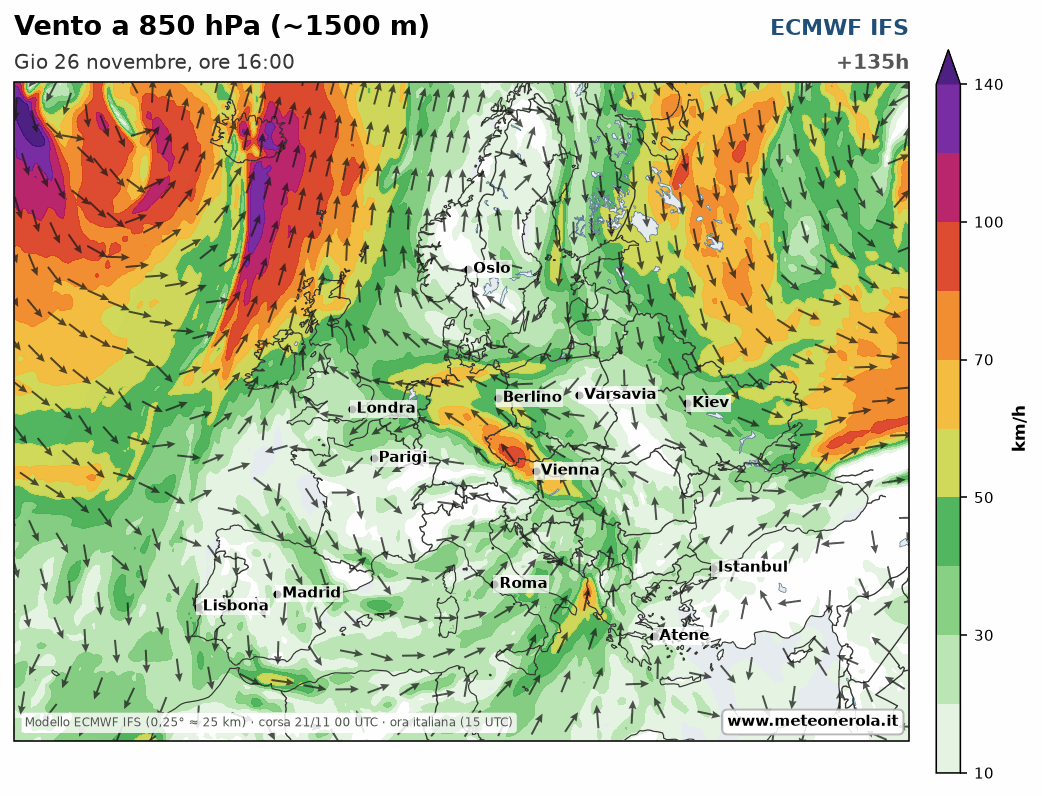 Vento a 850 hPa (~1500 m)
ECMWF IFS
Gio 26 novembre, ore 16:00
+135h
140
100
70
50
30
10
km/h
Oslo
Berlino
Varsavia
Kiev
Londra
Parigi
Vienna
Istanbul
Roma
Madrid
Lisbona
Atene
Modello ECMWF IFS (0,25° ≈ 25 km) · corsa 21/11 00 UTC · ora italiana (15 UTC)
www.meteonerola.it